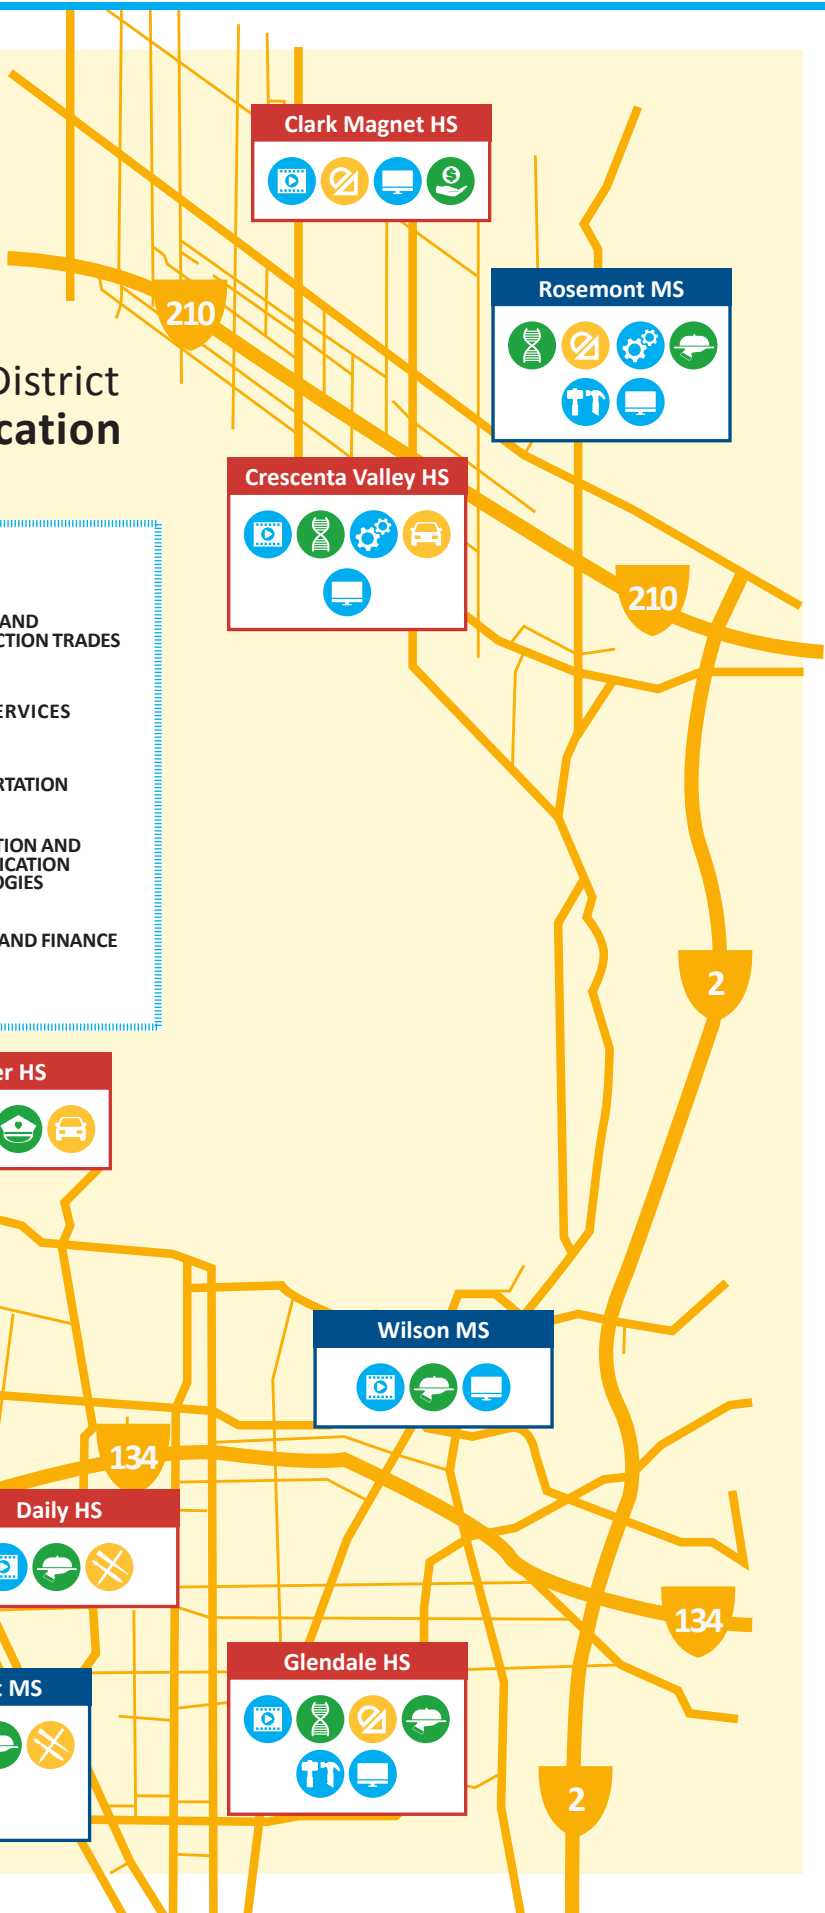 Clark Magnet HS
Rosemont MS
210
District
cation
Crescenta Valley HS
210
AND
CTION TRADES
ERVICES
RTATION
TION AND
ICATION
OGIES
AND FINANCE
2
er HS
Wilson MS
134
Daily HS
134
Glendale HS
t MS
2